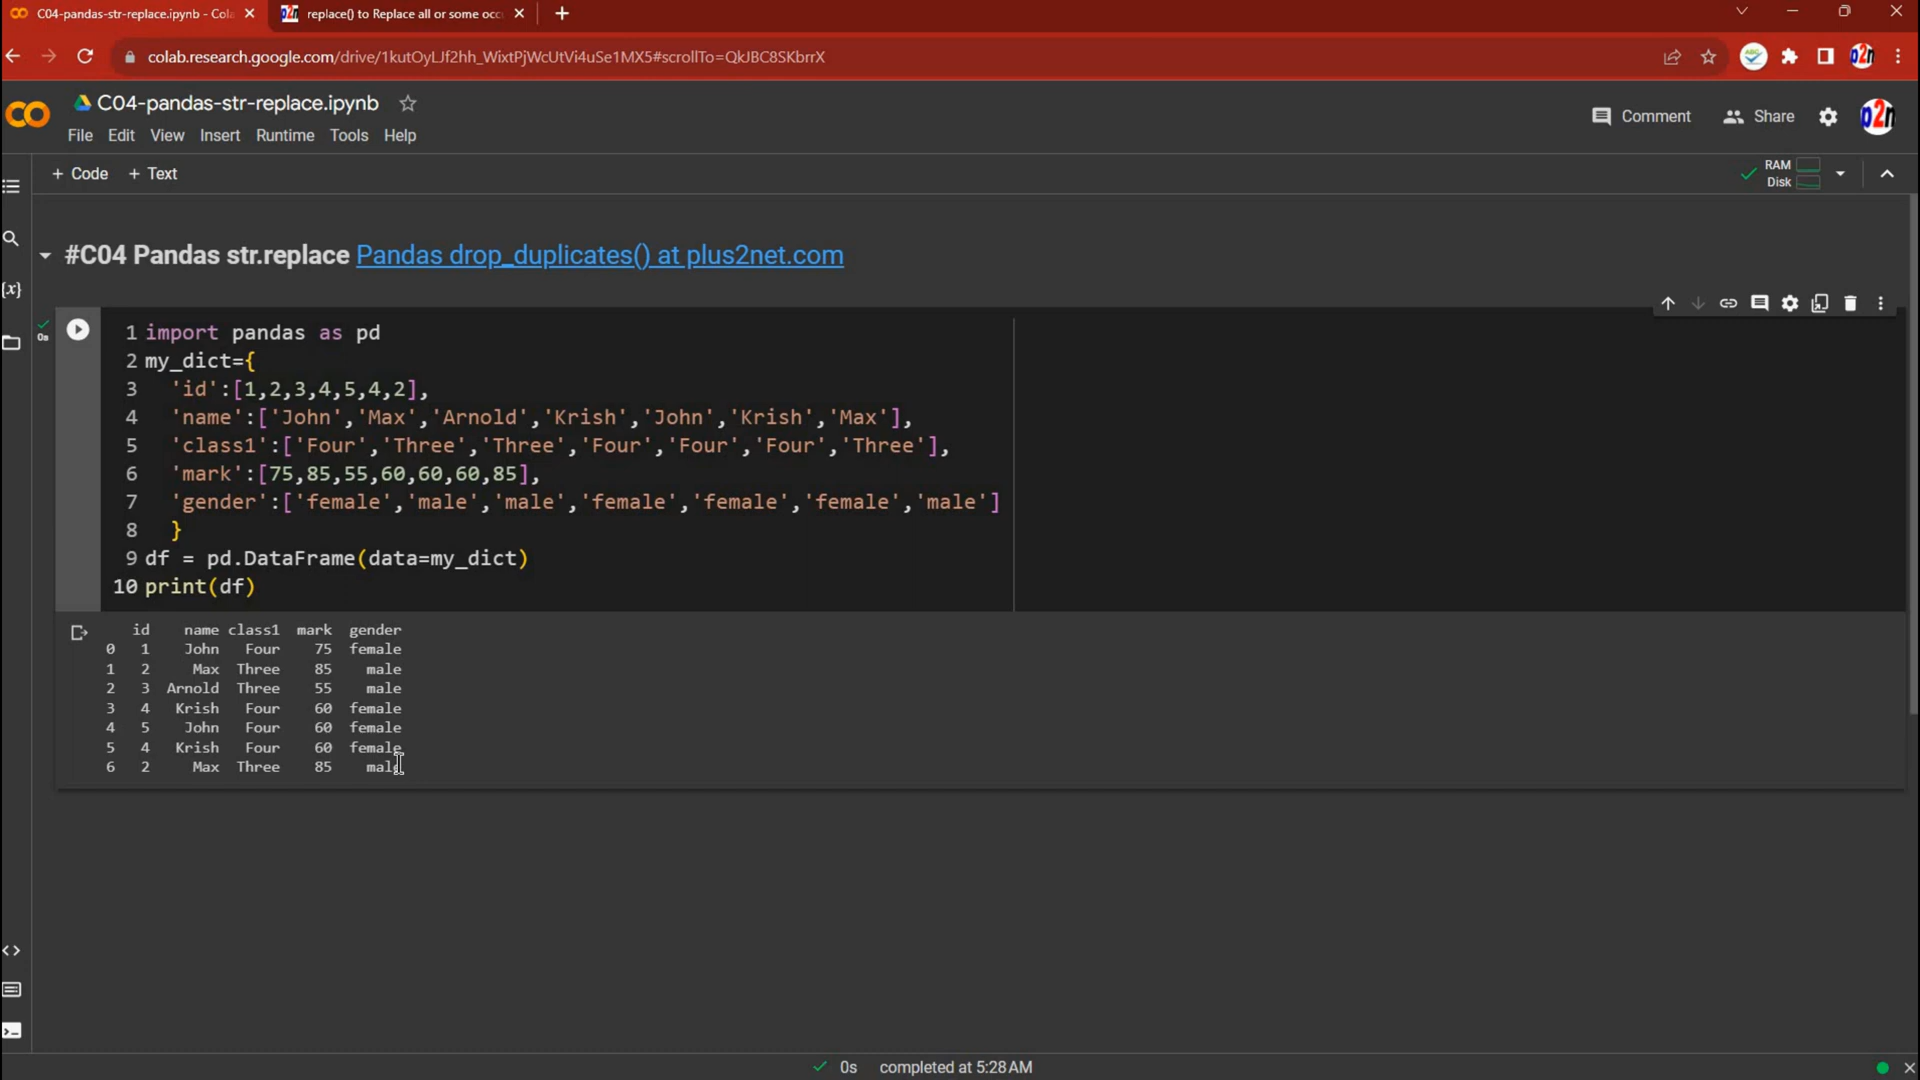 C04-pandas-str-replace.ipynb - Cola
replace() to Replace all or some occ
colab.research.google.com/drive/1kutOyLJf2hh_WixtPjWcUtVi4uSe1MX5#scrollTo=QkJBC8SKbrrX
ABC
p2n
CO
C04-pandas-str-replace.ipynb
Comment
Share
p2n
File Edit View Insert Runtime Tools Help
+ Code + Text
RAM
Disk
#C04 Pandas str.replace Pandas drop_duplicates() at plus2net.com
{x}
0s
1 import pandas as pd
2 my_dict={
3 'id':[1,2,3,4,5,4,2],
4 'name':['John','Max','Arnold','Krish','John','Krish','Max'],
5 'class1':['Four','Three','Three','Four','Four','Four','Three'],
6 'mark':[75,85,55,60,60,60,85],
7 'gender':['female','male','male','female','female','female','male']
8 }
9 df = pd.DataFrame(data=my_dict)
10 print(df)
id name class1 mark gender
0 1 John Four 75 female
1 2 Max Three 85 male
2 3 Arnold Three 55 male
3 4 Krish Four 60 female
4 5 John Four 60 female
5 4 Krish Four 60 female
6 2 Max Three 85 male
0s completed at 5:28 AM